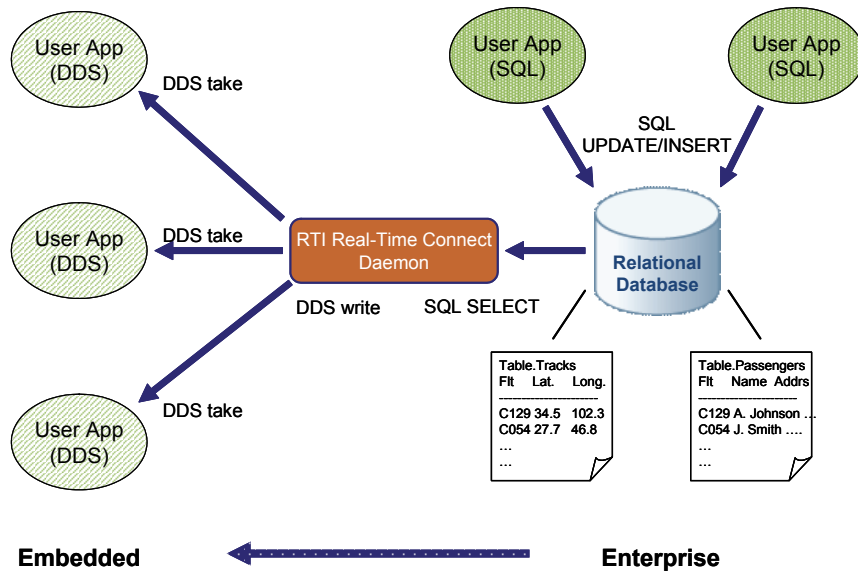 User App
(DDS)
DDS take
User App
(SQL)
User App
(SQL)
SQL
UPDATE/INSERT
User App
(DDS)
DDS take
RTI Real-Time Connect
Daemon
Relational
Database
DDS write
SQL SELECT
DDS take
User App
(DDS)
Table.Tracks
Flt Lat. Long.
----------------------
C129 34.5 102.3
C054 27.7 46.8
...
...
Table.Passengers
Flt Name Addrs
----------------------
C129 A. Johnson ...
C054 J. Smith ....
...
...
Embedded
Enterprise